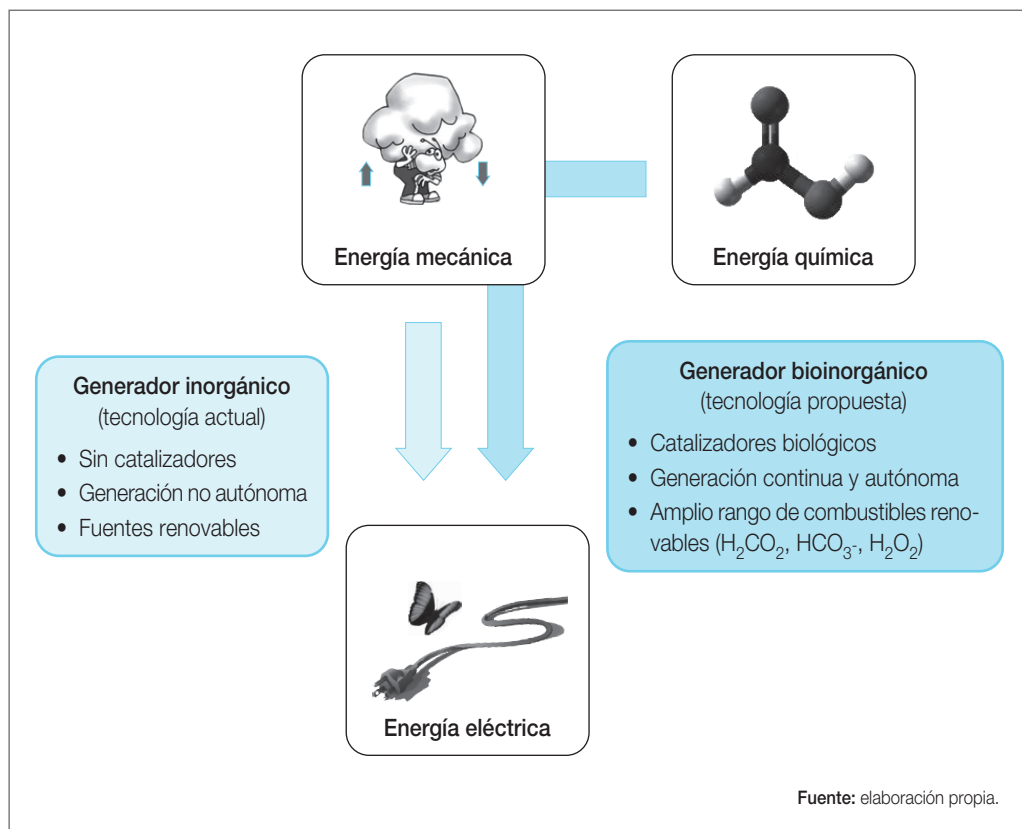 Energía mecánica
Energía química
Generador inorgánico
(tecnología actual)
• Sin catalizadores
• Generación no autónoma
• Fuentes renovables
Generador bioinorgánico
(tecnología propuesta)
• Catalizadores biológicos
• Generación continua y autónoma
• Amplio rango de combustibles reno-
vables (H₂CO₂, HCO₃-, H₂O₂)
Energía eléctrica
Fuente: elaboración propia.